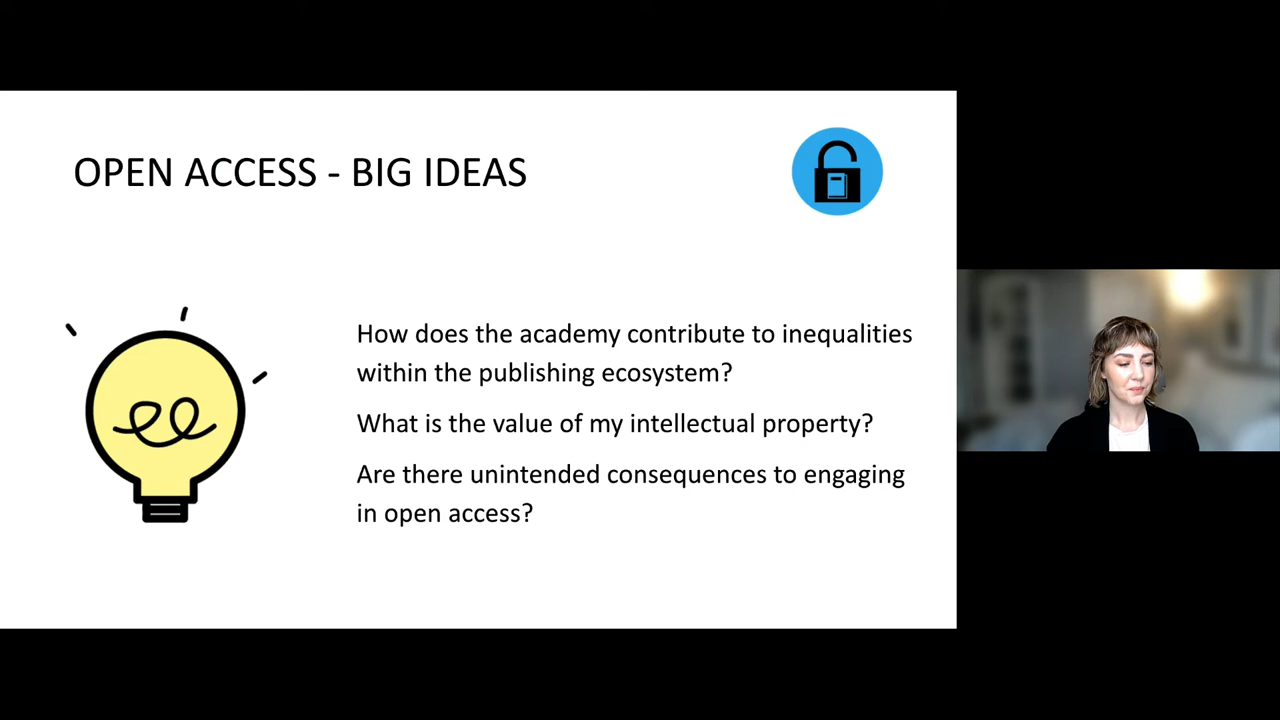 OPEN ACCESS - BIG IDEAS
How does the academy contribute to inequalities
within the publishing ecosystem?
What is the value of my intellectual property?
Are there unintended consequences to engaging
in open access?